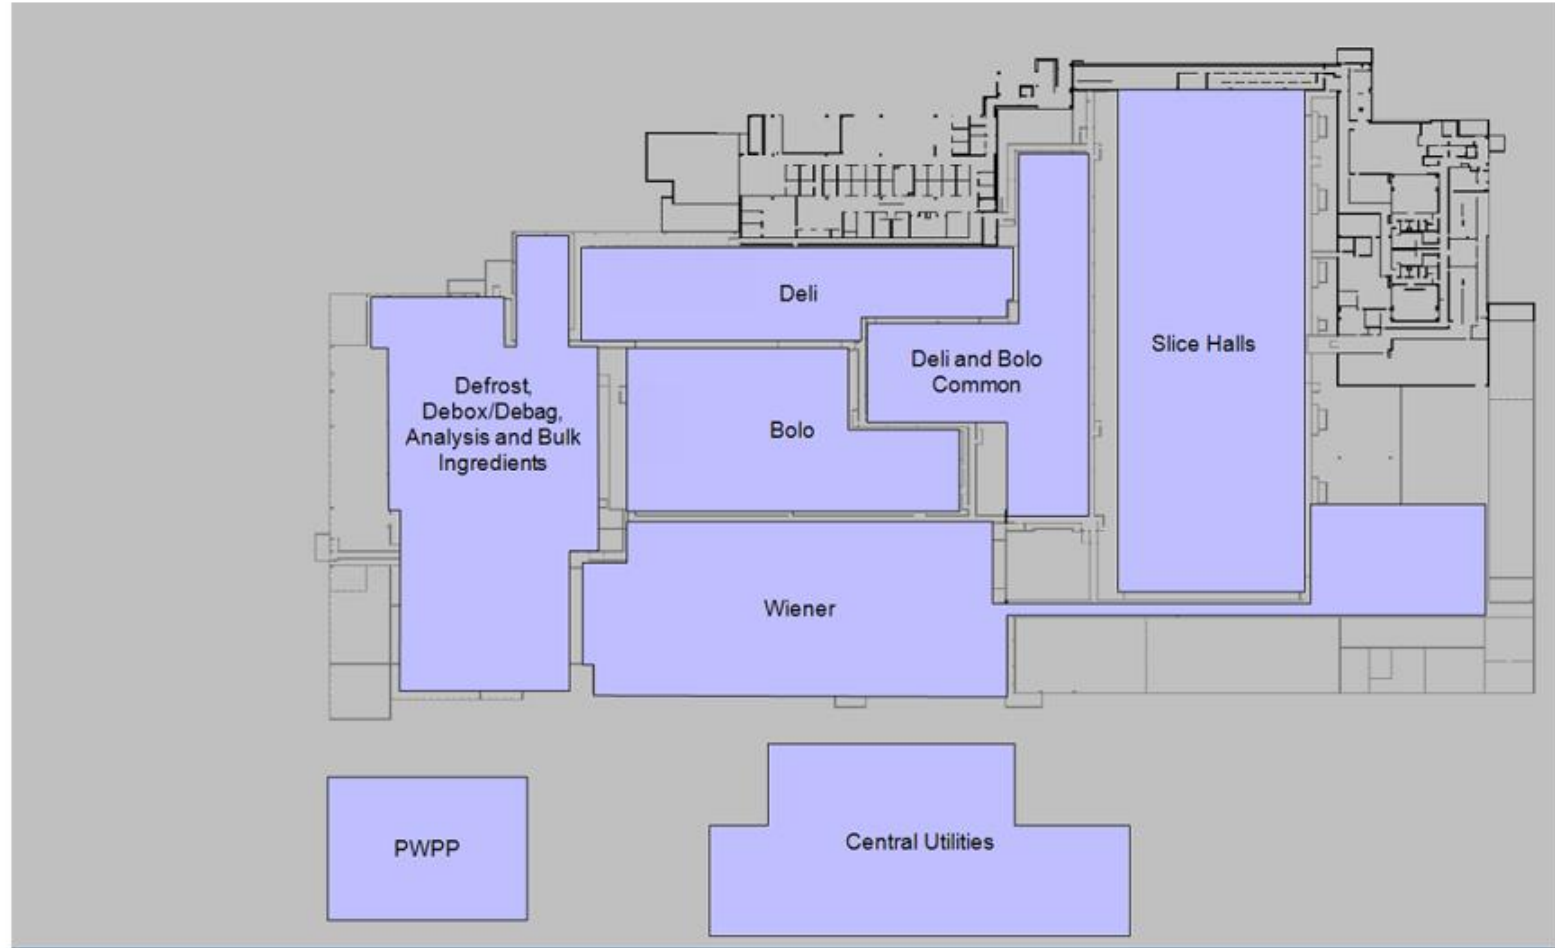 Deli
Slice Halls
Deli and Bolo
Common
Defrost,
Debox/Debag,
Analysis and Bulk
Ingredients
Bolo
Wiener
PWPP
Central Utilities